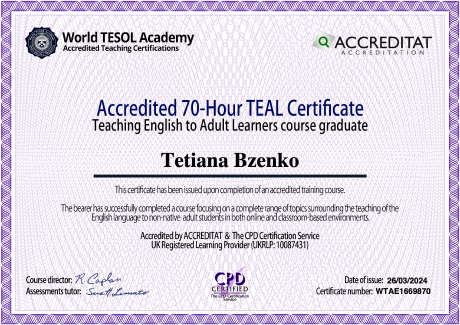 World TESOL Academy
Accredited Teaching Certifications
ACCREDITAT
ACCREDITATION
Accredited 70-Hour TEAL Certificate
Teaching English to Adult Learners course graduate
Tetiana Bzenko
This certificate has been issued upon completion of an accredited training course.
The bearer has successfully completed a course focusing on a complete range of topics surrounding the teaching of the
English language to non-native adult students in both online and classroom-based environments.
Accredited by ACCREDITAT & The CPD Certification Service
UK Registered Learning Provider (UKRLP: 10087431)
Course director: R Caplan
Assessments tutor:
CPD
CERTIFIED
The CPD Certification
Service
Date of issue: 26/03/2024
Certificate number: WTAE1669870